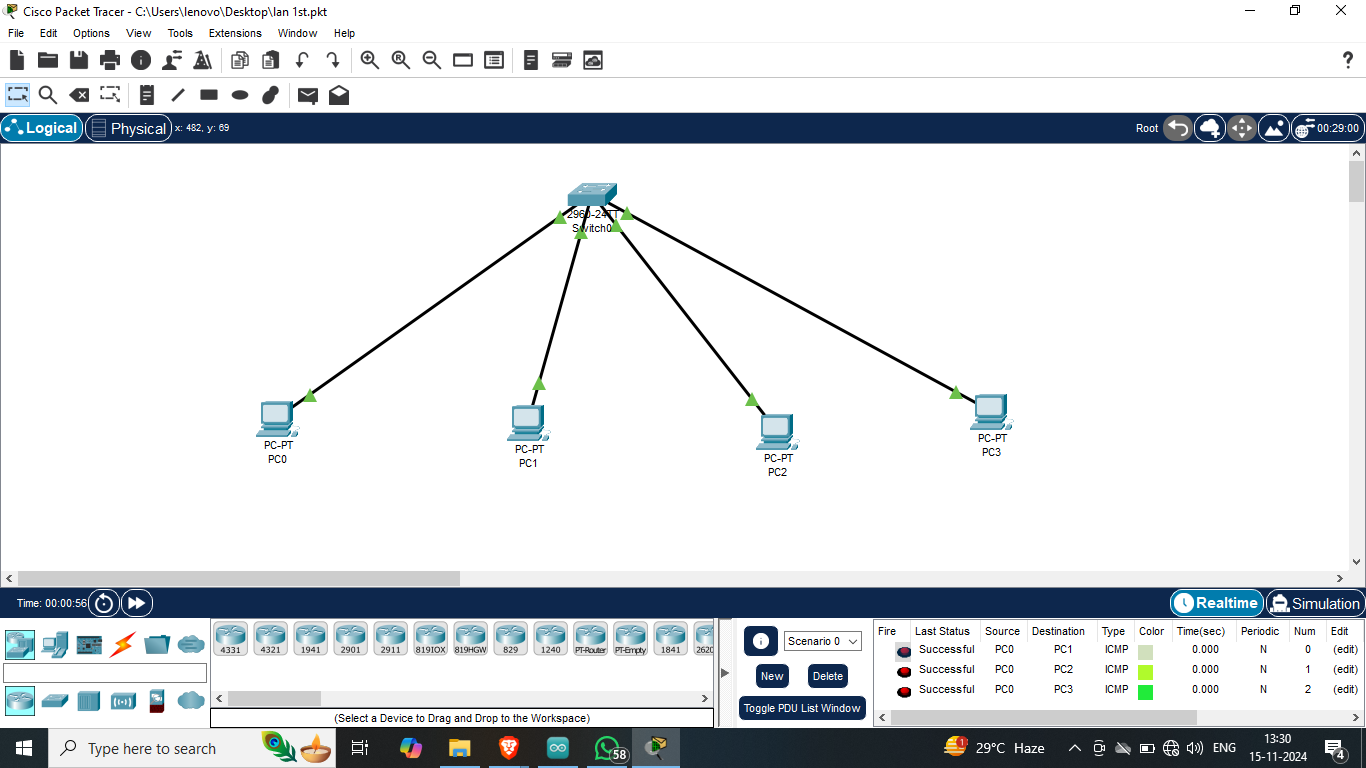 Cisco Packet Tracer - C:\Users\lenovo\Desktop\lan 1st.pkt
File Edit Options View Tools Extensions Window Help
Logical Physical x: 482, y: 69 Root 00:29:00
2960-24TT
Switch0
PC-PT
PC0
PC-PT
PC1
PC-PT
PC2
PC-PT
PC3
Time: 00:00:56 Realtime Simulation
4331 4321 1941 2901 2911 819IOX 819HGW 829 1240 PT-Router PT-Empty 1841 2620
(Select a Device to Drag and Drop to the Workspace)
Scenario 0
New Delete
Toggle PDU List Window
Fire Last Status Source Destination Type Color Time(sec) Periodic Num Edit
Successful PC0 PC1 ICMP 0.000 N 0 (edit)
Successful PC0 PC2 ICMP 0.000 N 1 (edit)
Successful PC0 PC3 ICMP 0.000 N 2 (edit)
Type here to search 58 1 29°C Haze ENG 13:30
15-11-2024 4